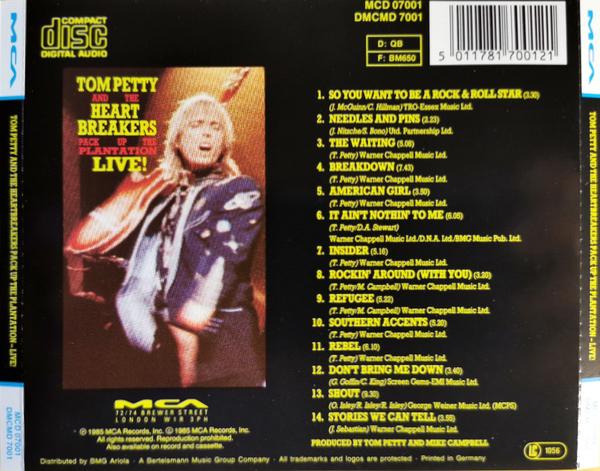 COMPACT
disc
DIGITAL AUDIO
MCD 07001
DMCMD 7001
D: QB
F: BM650
5 011781 700121
MCA
TOM PETTY AND THE HEARTBREAKERS PACK UP THE PLANTATION - LIVE!
MCD 07001
DMCMD 7001
TOM PETTY
AND THE
HEART
BREAKERS
PACK UP THE
PLANTATION
LIVE!
1. SO YOU WANT TO BE A ROCK & ROLL STAR (3.30)
(J. McGuinn/C. Hillman) TRO-Essex Music Ltd.
2. NEEDLES AND PINS (2.23)
(J. Nitzche/S. Bono) Utd. Partnership Ltd.
3. THE WAITING (5.08)
(T. Petty) Warner Chappell Music Ltd.
4. BREAKDOWN (7.43)
(T. Petty) Warner Chappell Music Ltd.
5. AMERICAN GIRL (3.50)
(T. Petty) Warner Chappell Music Ltd.
6. IT AIN'T NOTHIN' TO ME (6.05)
(T. Petty/D.A. Stewart)
Warner Chappell Music Ltd./D.N.A. Ltd./BMG Music Pub. Ltd.
7. INSIDER (5.16)
(T. Petty) Warner Chappell Music Ltd.
8. ROCKIN' AROUND (WITH YOU) (3.20)
(T. Petty/M. Campbell) Warner Chappell Music Ltd.
9. REFUGEE (5.22)
(T. Petty/M. Campbell) Warner Chappell Music Ltd.
10. SOUTHERN ACCENTS (5.20)
(T. Petty) Warner Chappell Music Ltd.
11. REBEL (6.10)
(T. Petty) Warner Chappell Music Ltd.
12. DON'T BRING ME DOWN (3.40)
(G. Goffin/C. King) Screen Gems-EMI Music Ltd.
13. SHOUT (9.30)
(O. Isley/R. Isley/R. Isley) George Weiner Music Ltd. (MCPS)
14. STORIES WE CAN TELL (3.55)
(J. Sebastian) Warner Chappell Music Ltd.
PRODUCED BY TOM PETTY AND MIKE CAMPBELL
MCA
72/74 BREWER STREET
LONDON W1R 3PH
℗ 1985 MCA Records, Inc. © 1985 MCA Records, Inc.
All rights reserved. Reproduction prohibited.
Also available on record and cassette.
LC 1056
Distributed by BMG Ariola - A Bertelsmann Music Group Company - All trademarks and logos are protected - Printed in Germany.
MCA
TOM PETTY AND THE HEARTBREAKERS PACK UP THE PLANTATION - LIVE!
MCD 07001
DMCMD 7001